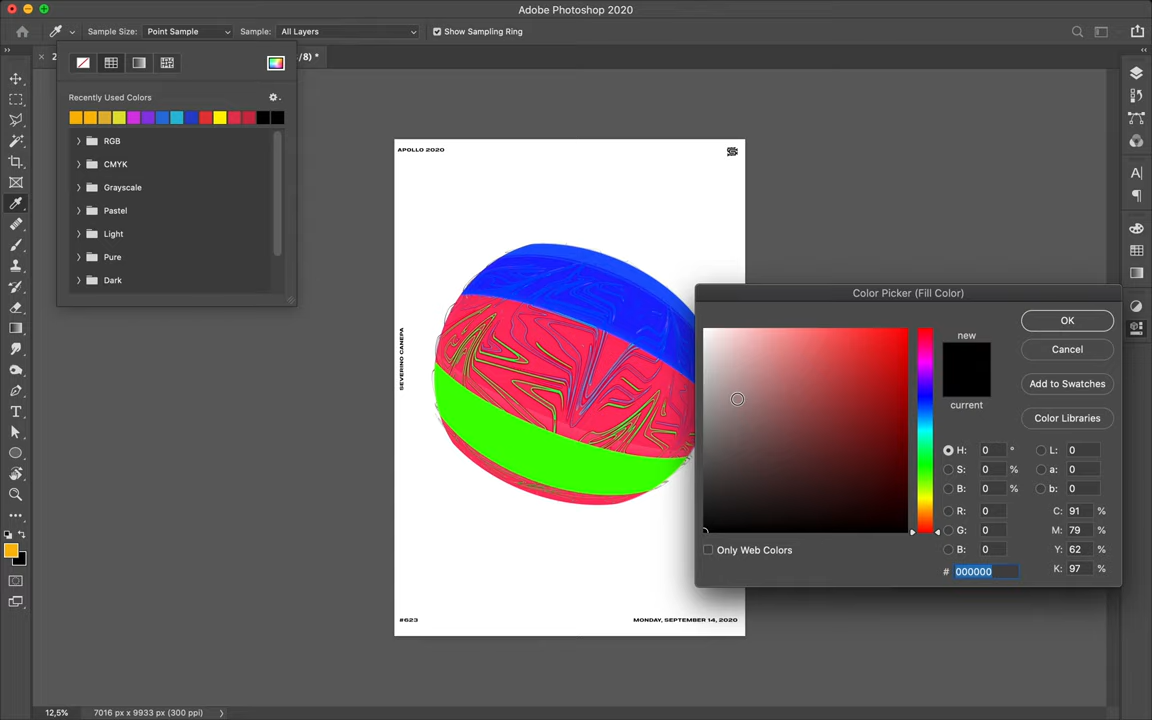 Adobe Photoshop 2020
Sample Size: Point Sample Sample: All Layers Show Sampling Ring
2
/8) *
Recently Used Colors
RGB
CMYK
Grayscale
Pastel
Light
Pure
Dark
APOLLO 2020
SEVERINO CANEPA
#623
MONDAY, SEPTEMBER 14, 2020
Color Picker (Fill Color)
new
current
OK
Cancel
Add to Swatches
Color Libraries
H: 0 ° L: 0
S: 0 % a: 0
B: 0 % b: 0
R: 0 C: 91 %
G: 0 M: 79 %
B: 0 Y: 62 %
# 000000 K: 97 %
Only Web Colors
12,5% 7016 px x 9933 px (300 ppi)